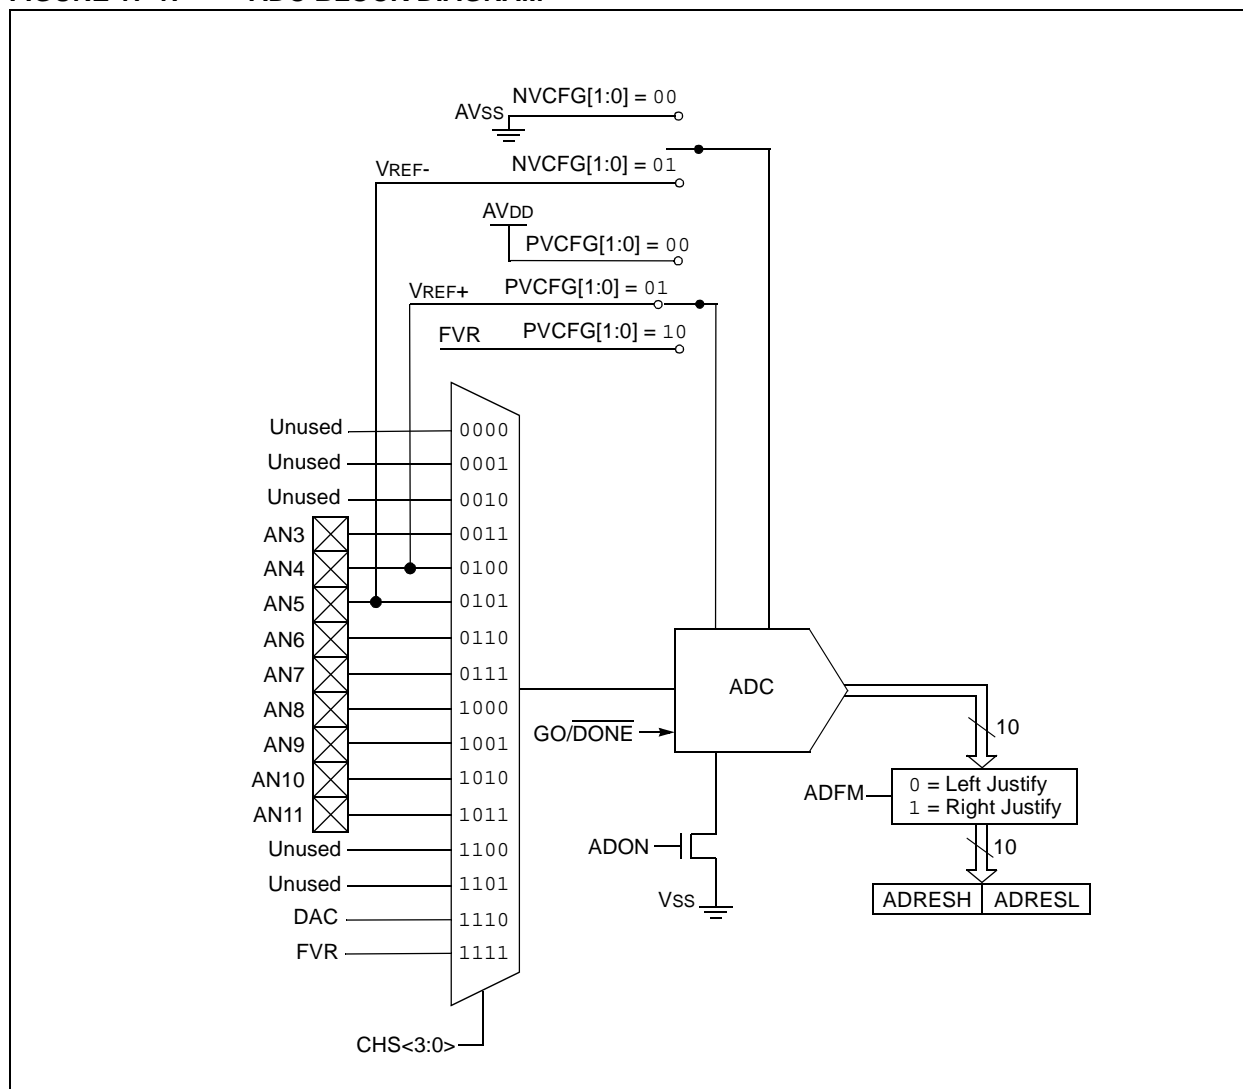 NVCFG[1:0] = 00
AVSS
VREF-
NVCFG[1:0] = 01
AVDD
PVCFG[1:0] = 00
VREF+
PVCFG[1:0] = 01
FVR
PVCFG[1:0] = 10
Unused 0000
Unused 0001
Unused 0010
AN3 0011
AN4 0100
AN5 0101
AN6 0110
AN7 0111
AN8 1000
AN9 1001
AN10 1010
AN11 1011
Unused 1100
Unused 1101
DAC 1110
FVR 1111
CHS<3:0>
ADC
GO/DONE
ADON
VSS
10
ADFM
0 = Left Justify
1 = Right Justify
10
ADRESH ADRESL